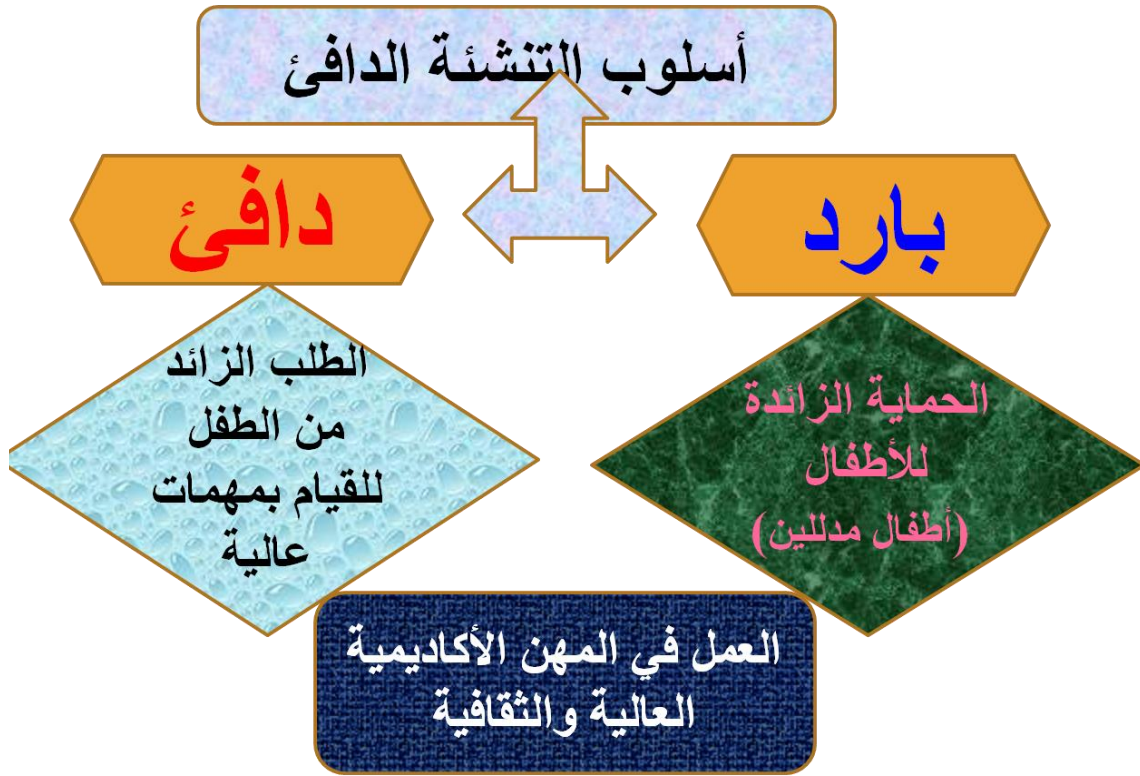 أسلوب التنشئة الدافئ
بارد
دافئ
الحماية الزائدة
للأطفال
(أطفال مدللين)
الطلب الزائد
من الطفل
للقيام بمهمات
عالية
العمل في المهن الأكاديمية
العالية والثقافية